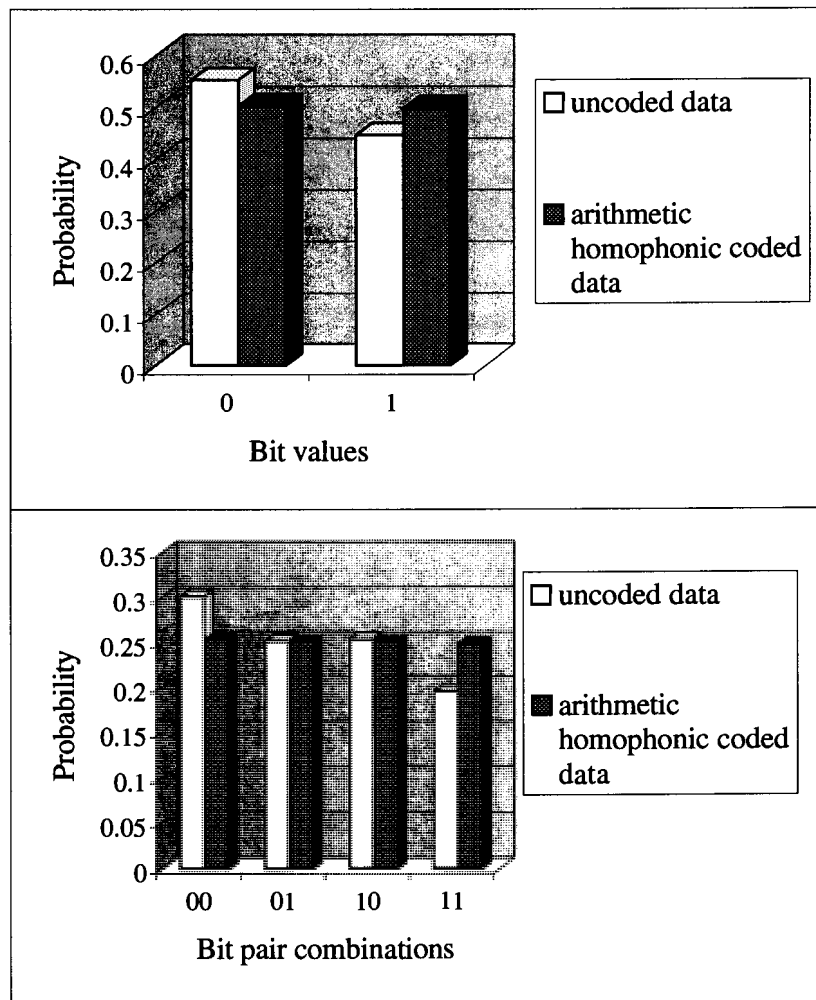 0.6
0.5
0.4
0.3
0.2
0.1
0
Probability
0 1
Bit values
uncoded data
arithmetic
homophonic coded
data
0.35
0.3
0.25
0.2
0.15
0.1
0.05
0
Probability
00 01 10 11
Bit pair combinations
uncoded data
arithmetic
homophonic coded
data